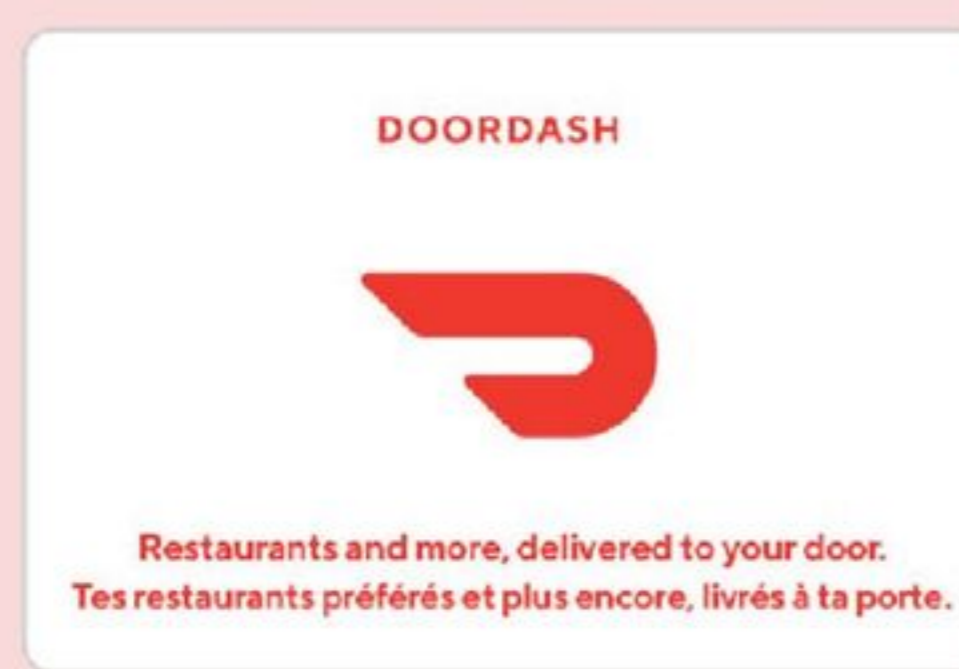 DOORDASH
Restaurants and more, delivered to your door.
Tes restaurants préférés et plus encore, livrés à ta porte.